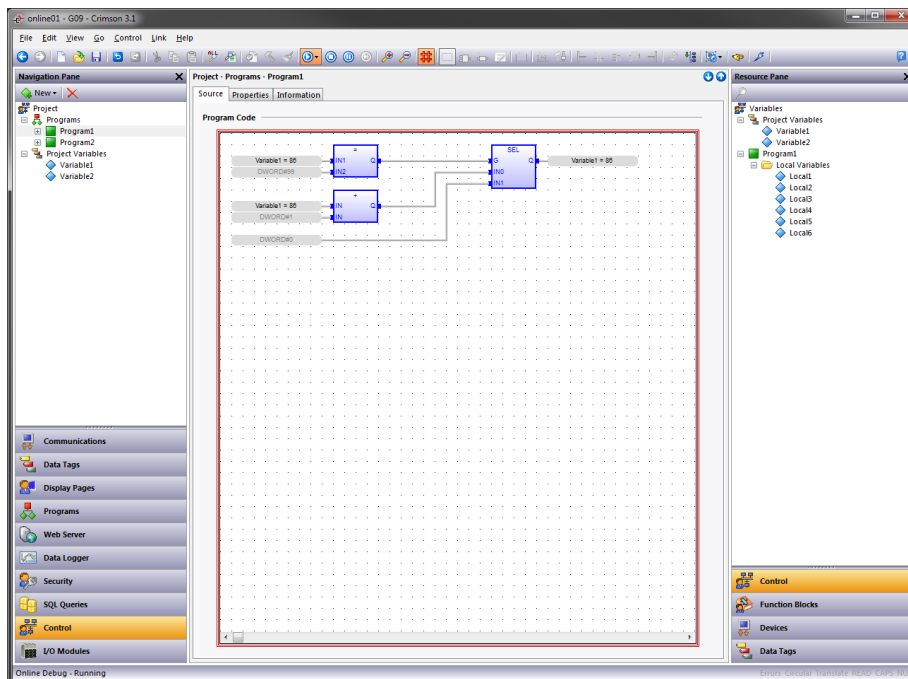 online01 - G09 - Crimson 3.1
File Edit View Go Control Link Help
Navigation Pane
New
Project
Programs
Program1
Program2
Project Variables
Variable1
Variable2
Communications
Data Tags
Display Pages
Programs
Web Server
Data Logger
Security
SQL Queries
Control
I/O Modules
Project - Programs - Program1
Source Properties Information
Program Code
= SEL
Variable1 = 86 IN1 Q G Q Variable1 = 86
DWORD#99 IN2 IN0
IN1
+
Variable1 = 86 IN Q
DWORD#1 IN
DWORD#0
Resource Pane
Variables
Project Variables
Variable1
Variable2
Program1
Local Variables
Local1
Local2
Local3
Local4
Local5
Local6
Control
Function Blocks
Devices
Data Tags
Online Debug - Running
Errors Circular Translate READ CAPS